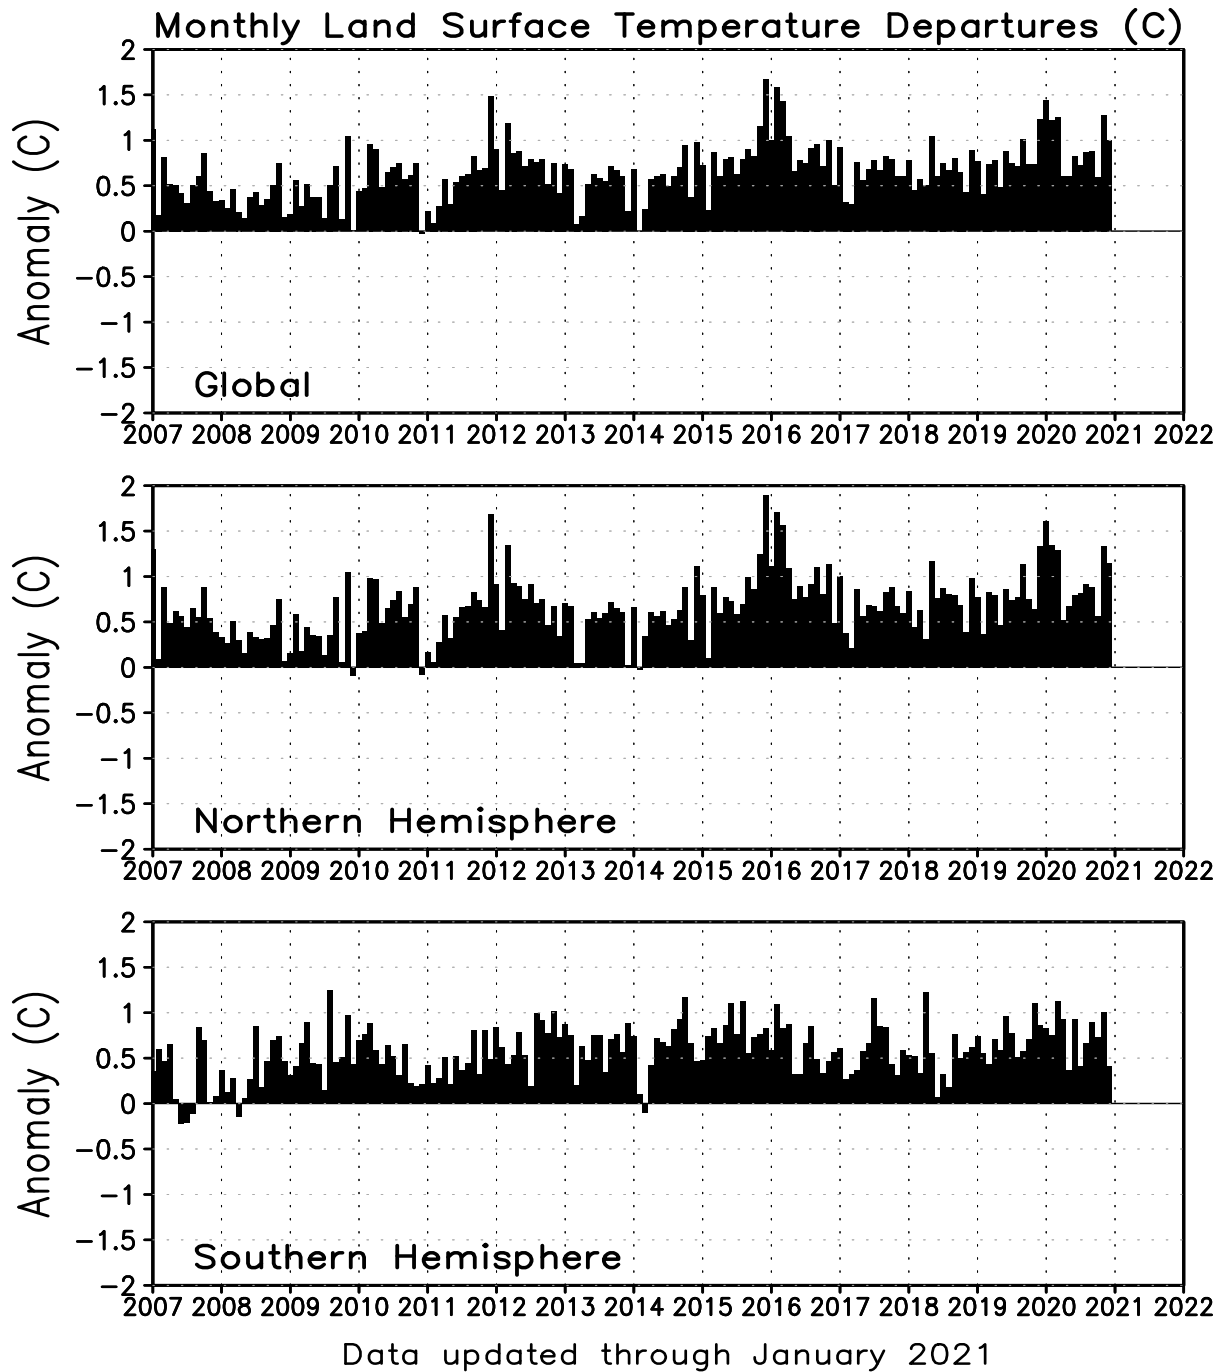 Monthly Land Surface Temperature Departures (C)
2
1.5
1
0.5
0
−0.5
−1
−1.5
−2
Anomaly (C)
Global
2007 2008 2009 2010 2011 2012 2013 2014 2015 2016 2017 2018 2019 2020 2021 2022
2
1.5
1
0.5
0
−0.5
−1
−1.5
−2
Anomaly (C)
Northern Hemisphere
2007 2008 2009 2010 2011 2012 2013 2014 2015 2016 2017 2018 2019 2020 2021 2022
2
1.5
1
0.5
0
−0.5
−1
−1.5
−2
Anomaly (C)
Southern Hemisphere
2007 2008 2009 2010 2011 2012 2013 2014 2015 2016 2017 2018 2019 2020 2021 2022
Data updated through January 2021